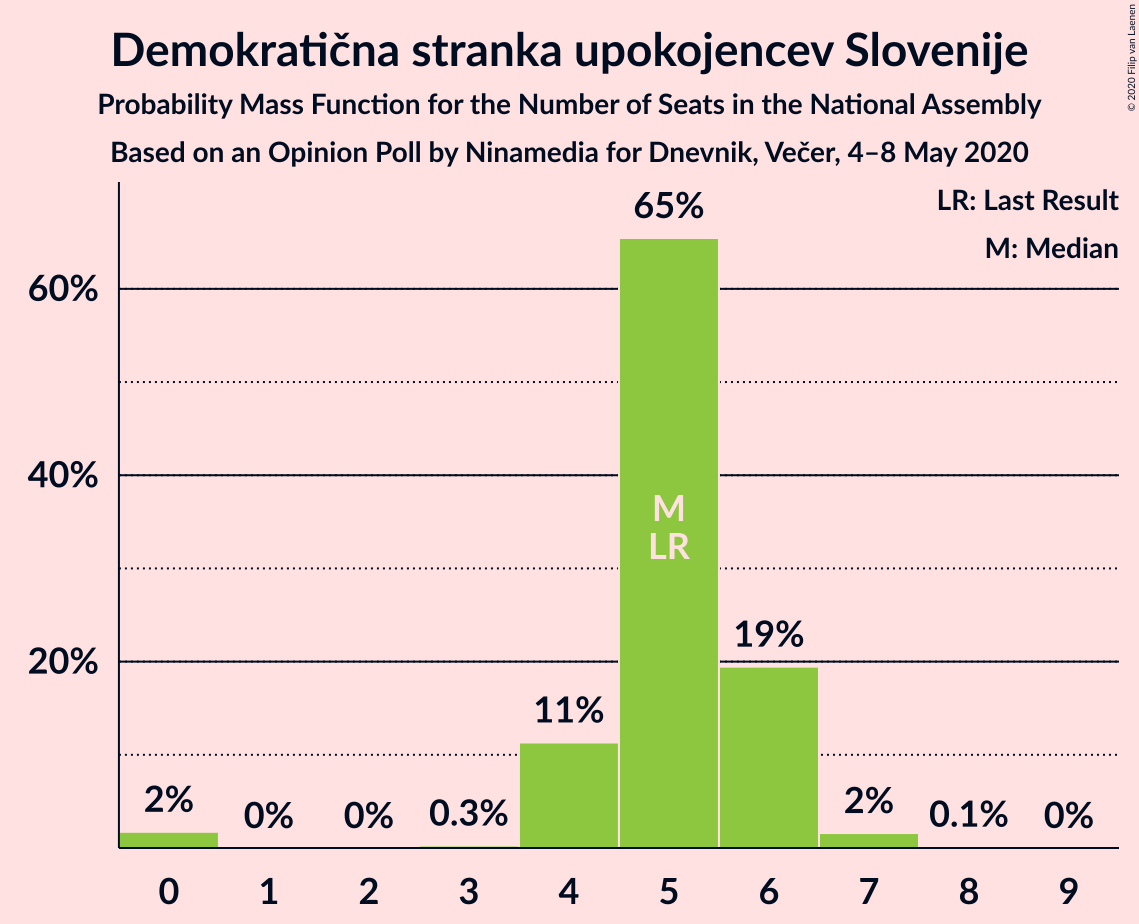 Demokratična stranka upokojencev Slovenije
Probability Mass Function for the Number of Seats in the National Assembly
Based on an Opinion Poll by Ninamedia for Dnevnik, Večer, 4–8 May 2020
© 2020 Filip van Laenen
LR: Last Result
M: Median
60%
40%
20%
2%
0%
0%
0.3%
11%
65%
M
LR
19%
2%
0.1%
0%
0 1 2 3 4 5 6 7 8 9